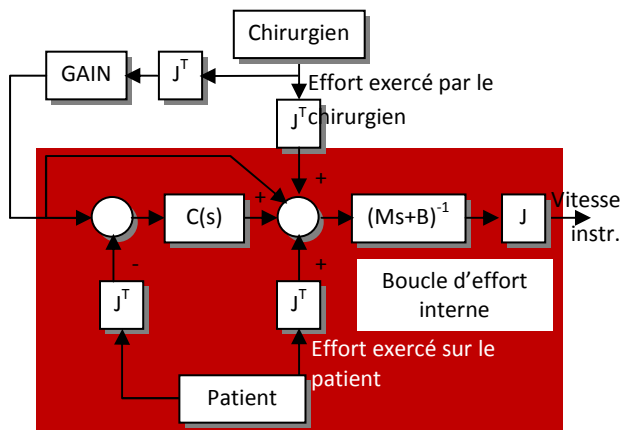 Chirurgien
GAIN
J^T
Effort exercé par le
chirurgien
J^T
+
Vitesse
instr.
C(s)
+
(Ms+B)^-1
J
-
+
J^T
J^T
Boucle d’effort
interne
Effort exercé sur le
patient
Patient